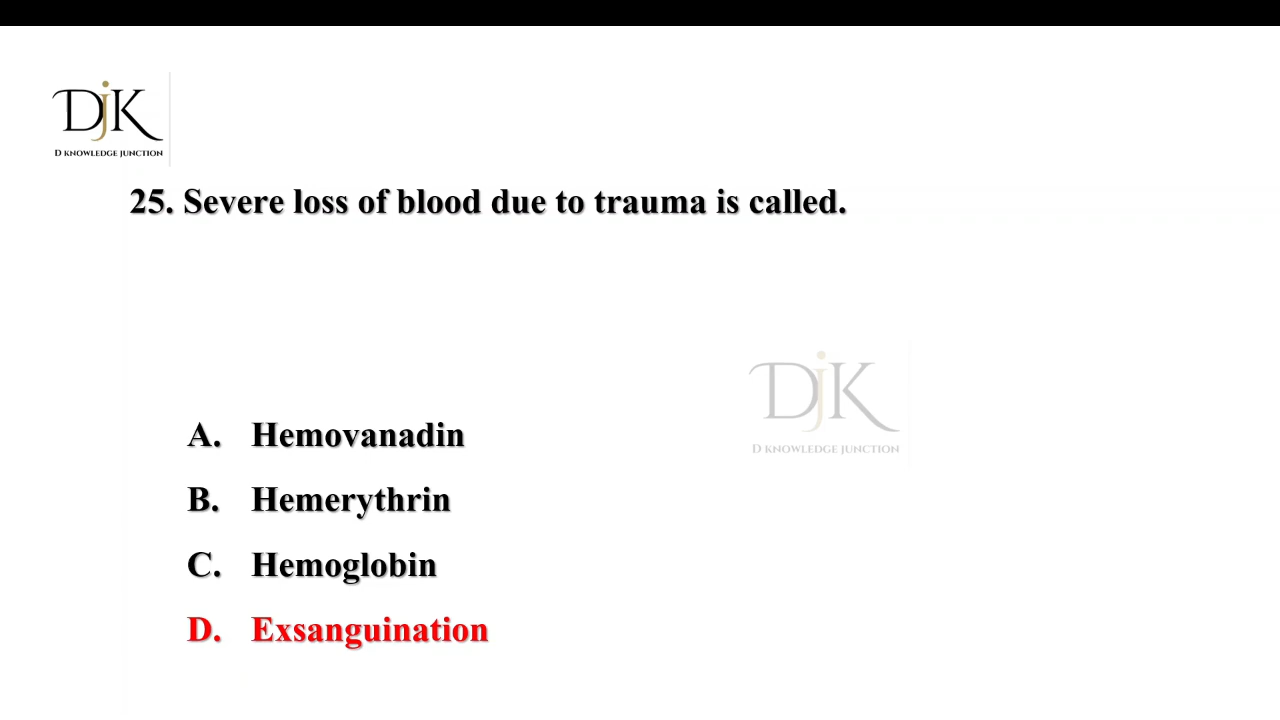 DjK
D KNOWLEDGE JUNCTION
25. Severe loss of blood due to trauma is called.
DjK
D KNOWLEDGE JUNCTION
A. Hemovanadin
B. Hemerythrin
C. Hemoglobin
D. Exsanguination